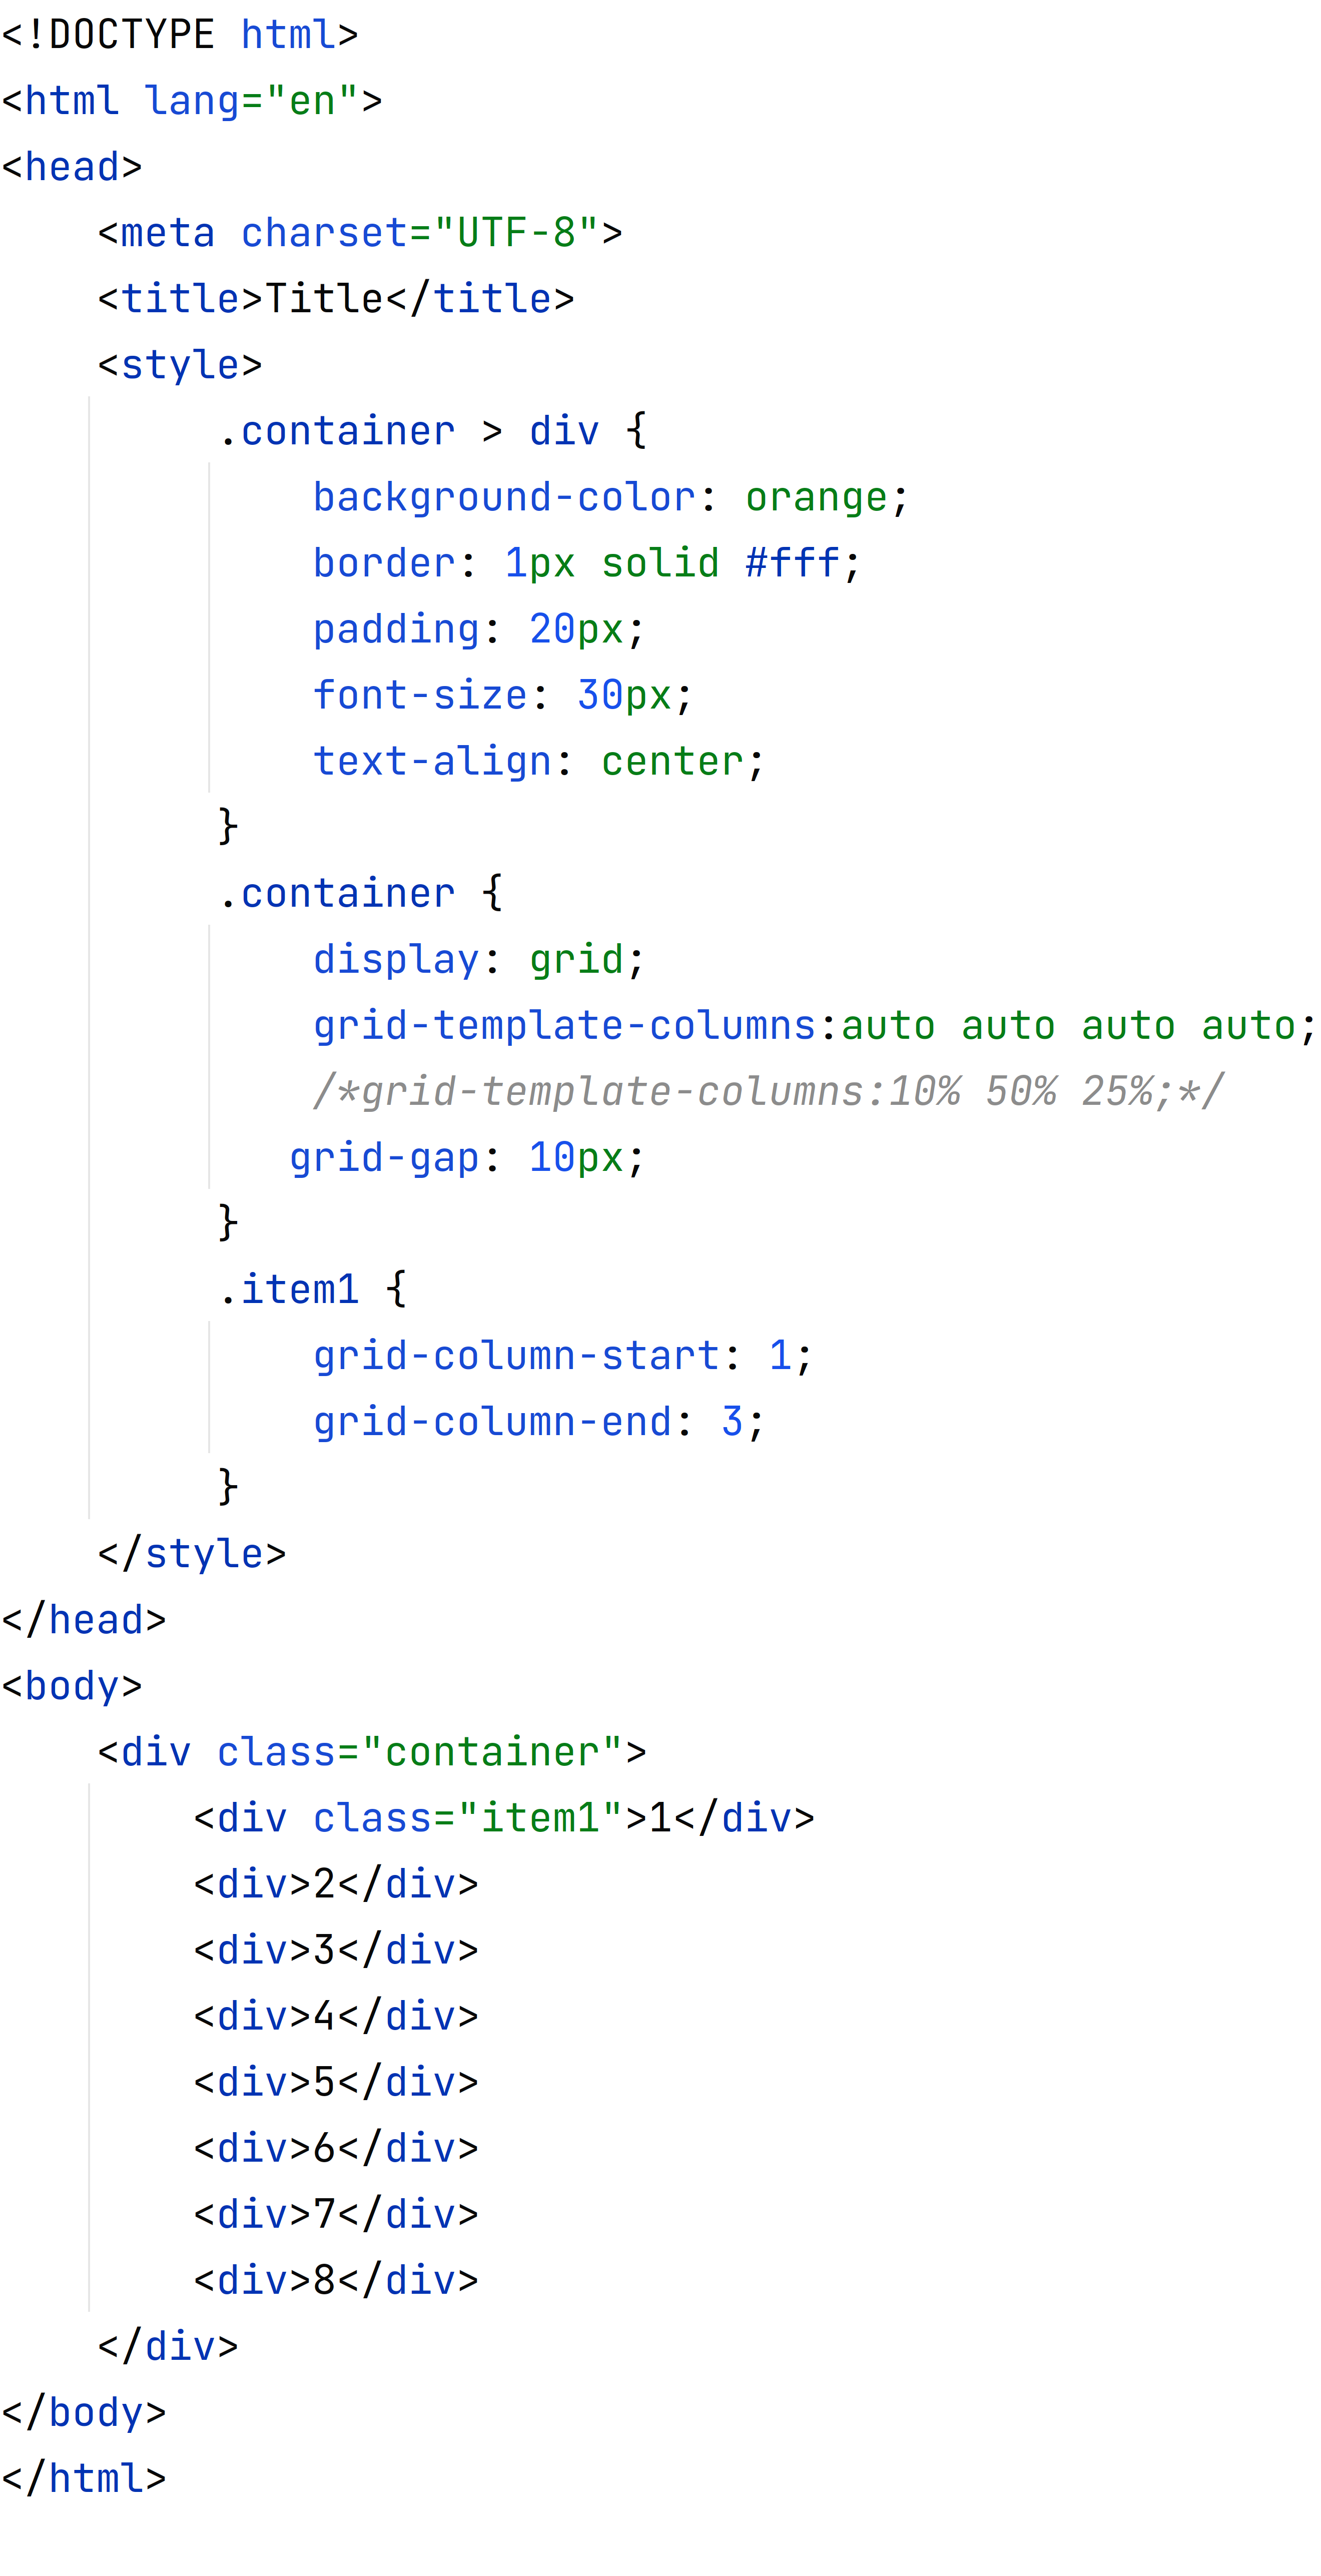 <!DOCTYPE html>
<html lang="en">
<head>
    <meta charset="UTF-8">
    <title>Title</title>
    <style>
         .container > div {
             background-color: orange;
             border: 1px solid #fff;
             padding: 20px;
             font-size: 30px;
             text-align: center;
         }
         .container {
             display: grid;
             grid-template-columns:auto auto auto auto;
             /*grid-template-columns:10% 50% 25%;*/
            grid-gap: 10px;
         }
         .item1 {
             grid-column-start: 1;
             grid-column-end: 3;
         }
    </style>
</head>
<body>
    <div class="container">
        <div class="item1">1</div>
        <div>2</div>
        <div>3</div>
        <div>4</div>
        <div>5</div>
        <div>6</div>
        <div>7</div>
        <div>8</div>
    </div>
</body>
</html>